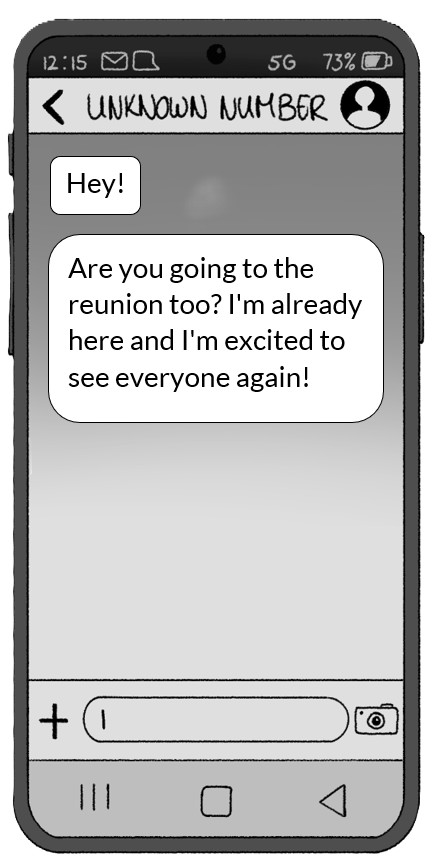 12:15 5G 73%
UNKNOWN NUMBER
Hey!
Are you going to the
reunion too? I'm already
here and I'm excited to
see everyone again!